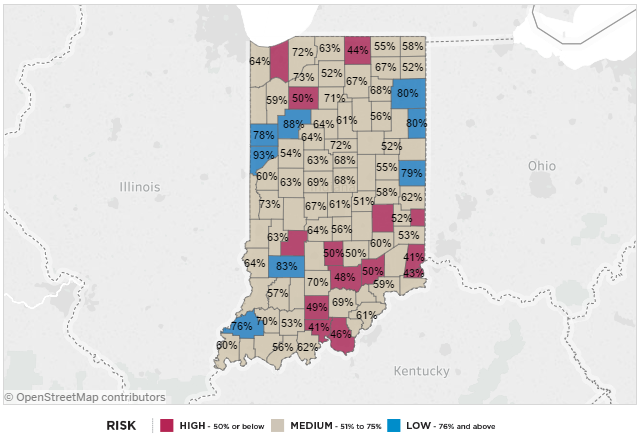 72% 63% 44% 55% 58%
64%
73% 52% 67% 67% 52%
59% 50% 71% 68% 80%
88% 64% 61% 56% 80%
78% 64%
93% 54% 72% 52%
63% 68% 55% 79%
60% 63% 69% 68% 58% 62%
73% 67% 61% 51%
52%
63% 64% 56% 60% 53%
64% 83% 50% 50% 41%
48% 50% 43%
57% 70% 59%
49% 69%
76% 70% 53% 41% 46% 61%
60% 56% 62%
Illinois
Ohio
Kentucky
© OpenStreetMap contributors
RISK HIGH - 50% or below MEDIUM - 51% to 75% LOW - 76% and above